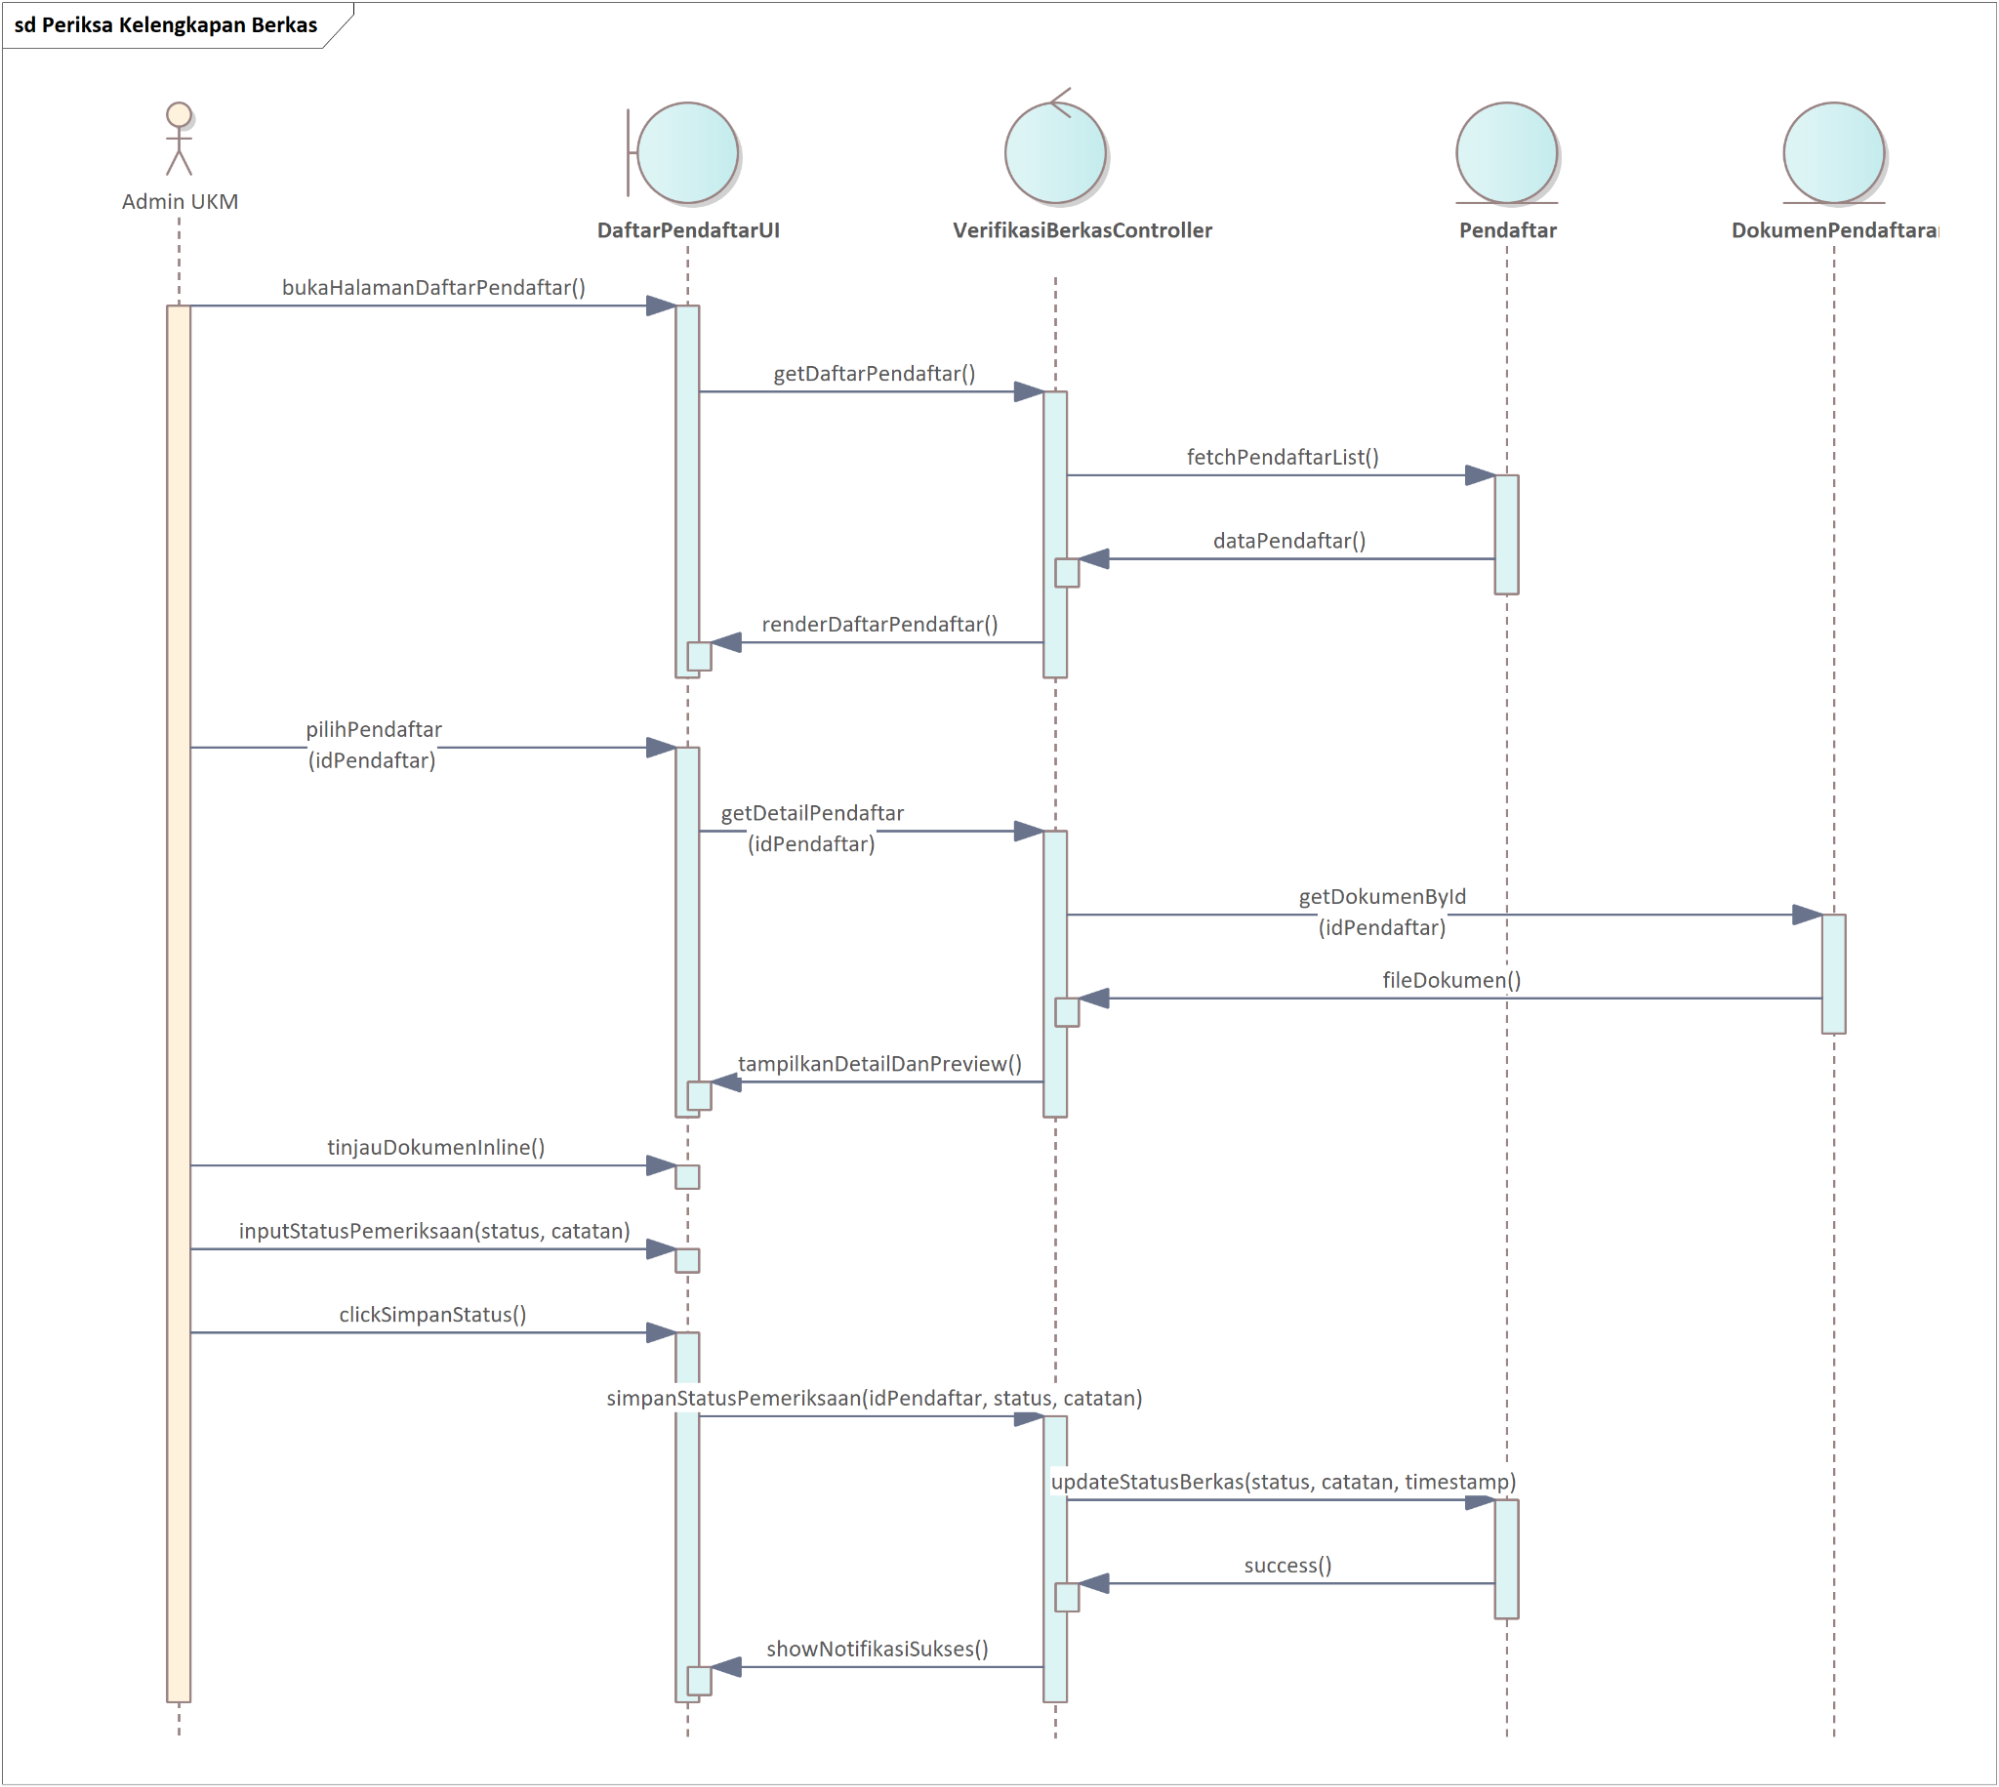 sd Periksa Kelengkapan Berkas
Admin UKM
DaftarPendaftarUI
VerifikasiBerkasController
Pendaftar
DokumenPendaftara
bukaHalamanDaftarPendaftar()
getDaftarPendaftar()
fetchPendaftarList()
dataPendaftar()
renderDaftarPendaftar()
pilihPendaftar
(idPendaftar)
getDetailPendaftar
(idPendaftar)
getDokumenById
(idPendaftar)
fileDokumen()
tampilkanDetailDanPreview()
tinjauDokumenInline()
inputStatusPemeriksaan(status, catatan)
clickSimpanStatus()
simpanStatusPemeriksaan(idPendaftar, status, catatan)
updateStatusBerkas(status, catatan, timestamp)
success()
showNotifikasiSukses()